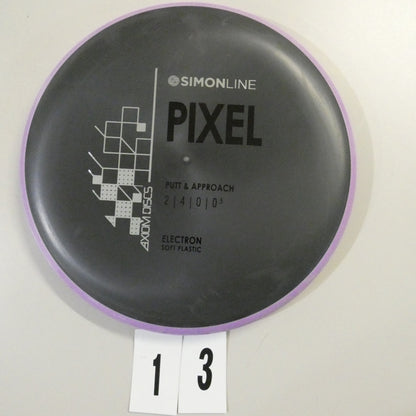 SIMONLINE
PIXEL
PUTT & APPROACH
2 | 4 | 0 | 0.5
ELECTRON
SOFT PLASTIC
AXIOM DISCS
1 3